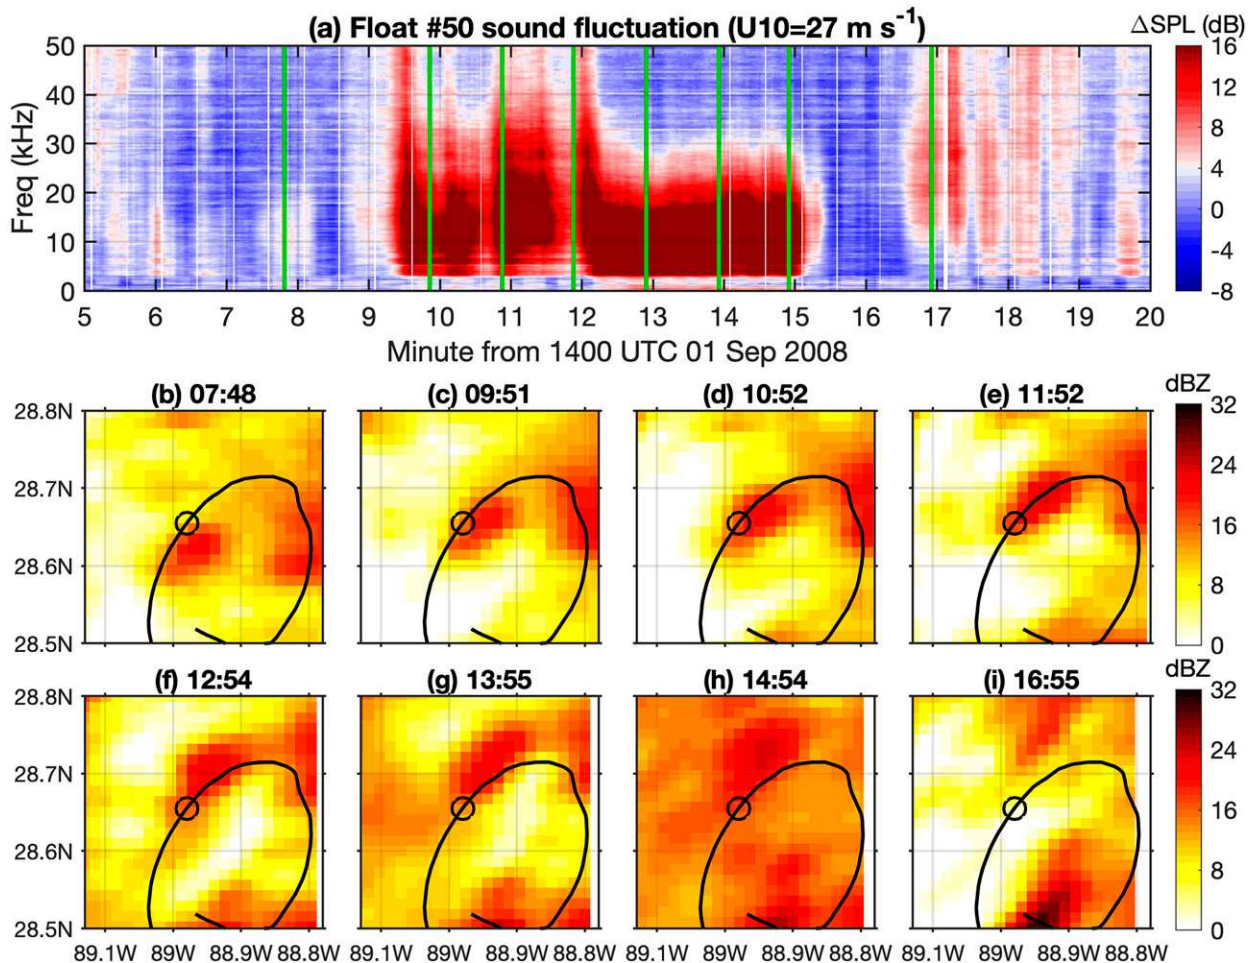 (a) Float #50 sound fluctuation (U10=27 m s⁻¹)
ΔSPL (dB)
Freq (kHz)
50
40
30
20
10
0
16
12
8
4
0
-4
-8
5 6 7 8 9 10 11 12 13 14 15 16 17 18 19 20
Minute from 1400 UTC 01 Sep 2008
(b) 07:48 (c) 09:51 (d) 10:52 (e) 11:52 dBZ
28.8N
28.7N
28.6N
28.5N
32
24
16
8
0
(f) 12:54 (g) 13:55 (h) 14:54 (i) 16:55 dBZ
28.8N
28.7N
28.6N
28.5N
32
24
16
8
0
89.1W 89W 88.9W 88.8W 89.1W 89W 88.9W 88.8W 89.1W 89W 88.9W 88.8W 89.1W 89W 88.9W 88.8W